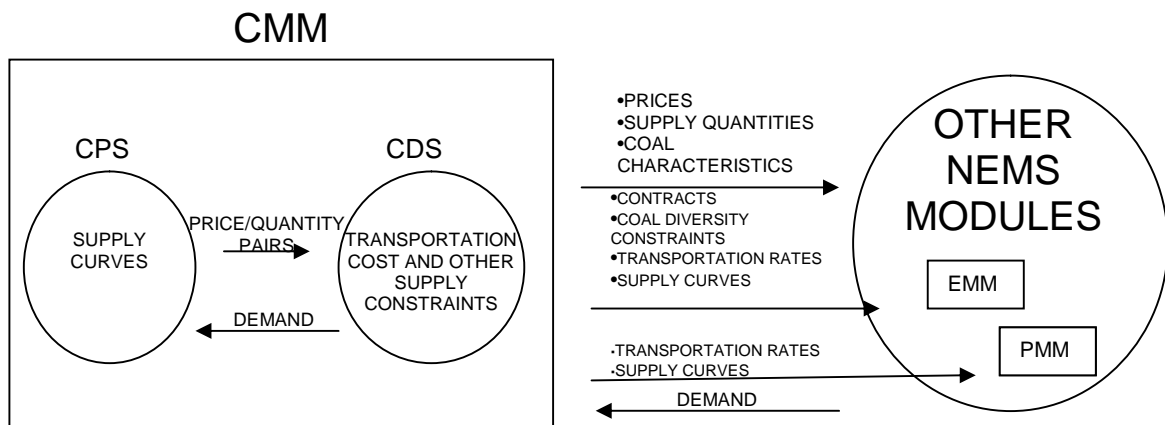 CMM
CPS
SUPPLY
CURVES
PRICE/QUANTITY
PAIRS
DEMAND
CDS
TRANSPORTATION
COST AND OTHER
SUPPLY
CONSTRAINTS
•PRICES
•SUPPLY QUANTITIES
•COAL
CHARACTERISTICS
•CONTRACTS
•COAL DIVERSITY
CONSTRAINTS
•TRANSPORTATION RATES
•SUPPLY CURVES
•TRANSPORTATION RATES
•SUPPLY CURVES
DEMAND
OTHER
NEMS
MODULES
EMM
PMM